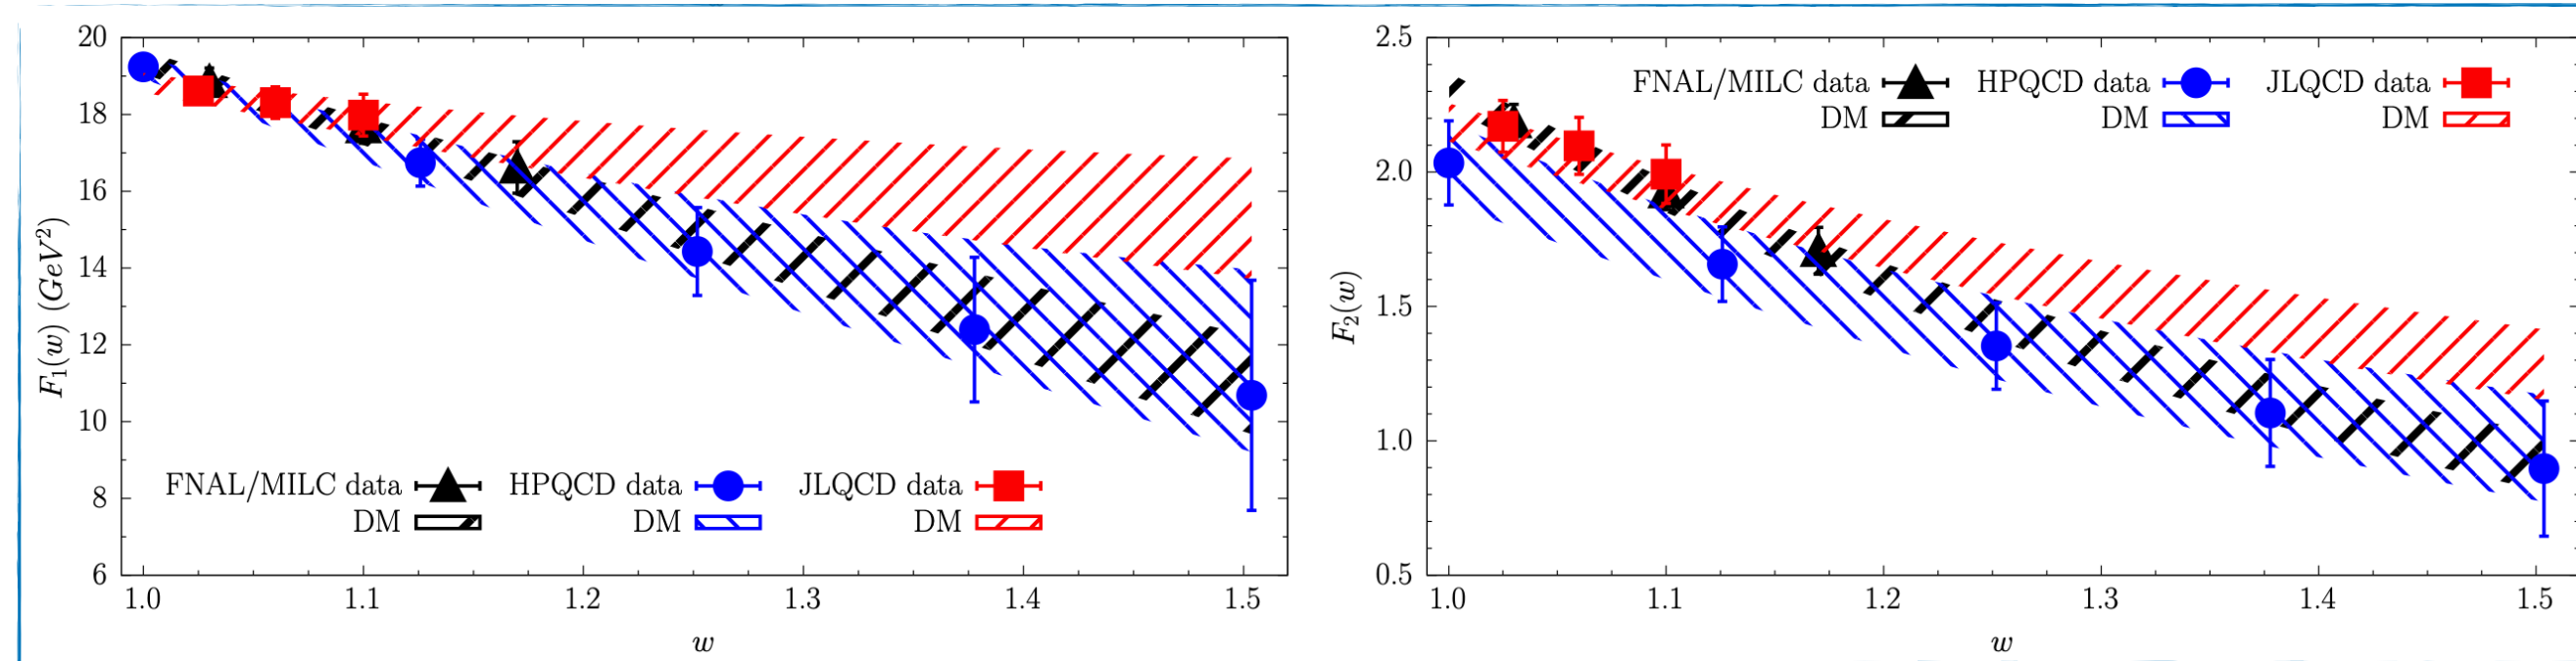 20
18
16
14
12
10
8
6
F₁(w) (GeV²)
FNAL/MILC data HPQCD data JLQCD data
DM DM DM
1.0 1.1 1.2 1.3 1.4 1.5
w
2.5
2.0
1.5
1.0
0.5
F₂(w)
FNAL/MILC data HPQCD data JLQCD data
DM DM DM
1.0 1.1 1.2 1.3 1.4 1.5
w